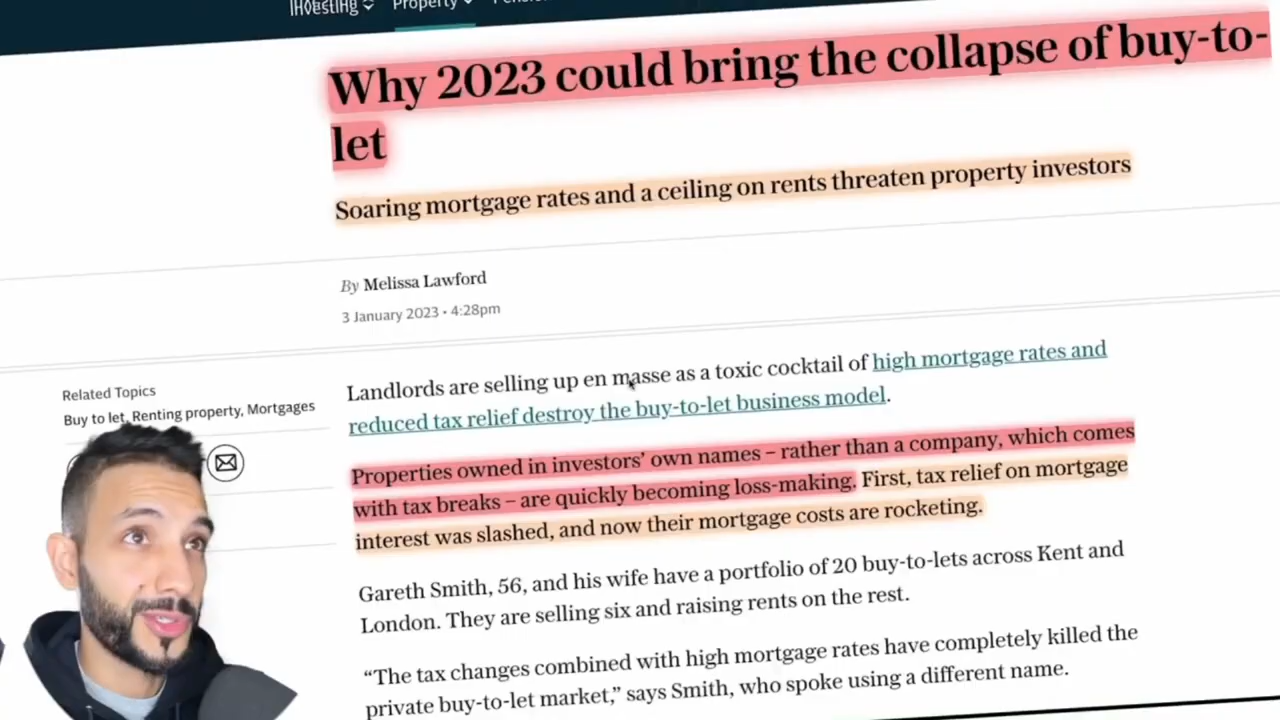 Investing Property
Why 2023 could bring the collapse of buy-to-
let
Soaring mortgage rates and a ceiling on rents threaten property investors
By Melissa Lawford
3 January 2023 • 4:28pm
Related Topics
Buy to let, Renting property, Mortgages
Landlords are selling up en masse as a toxic cocktail of high mortgage rates and
reduced tax relief destroy the buy-to-let business model.
Properties owned in investors’ own names – rather than a company, which comes
with tax breaks – are quickly becoming loss-making. First, tax relief on mortgage
interest was slashed, and now their mortgage costs are rocketing.
Gareth Smith, 56, and his wife have a portfolio of 20 buy-to-lets across Kent and
London. They are selling six and raising rents on the rest.
“The tax changes combined with high mortgage rates have completely killed the
private buy-to-let market,” says Smith, who spoke using a different name.